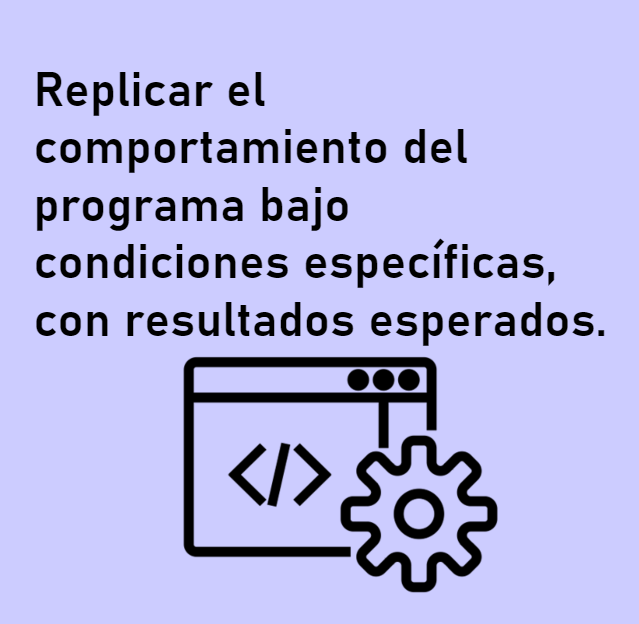 Replicar el
comportamiento del
programa bajo
condiciones específicas,
con resultados esperados.
</>